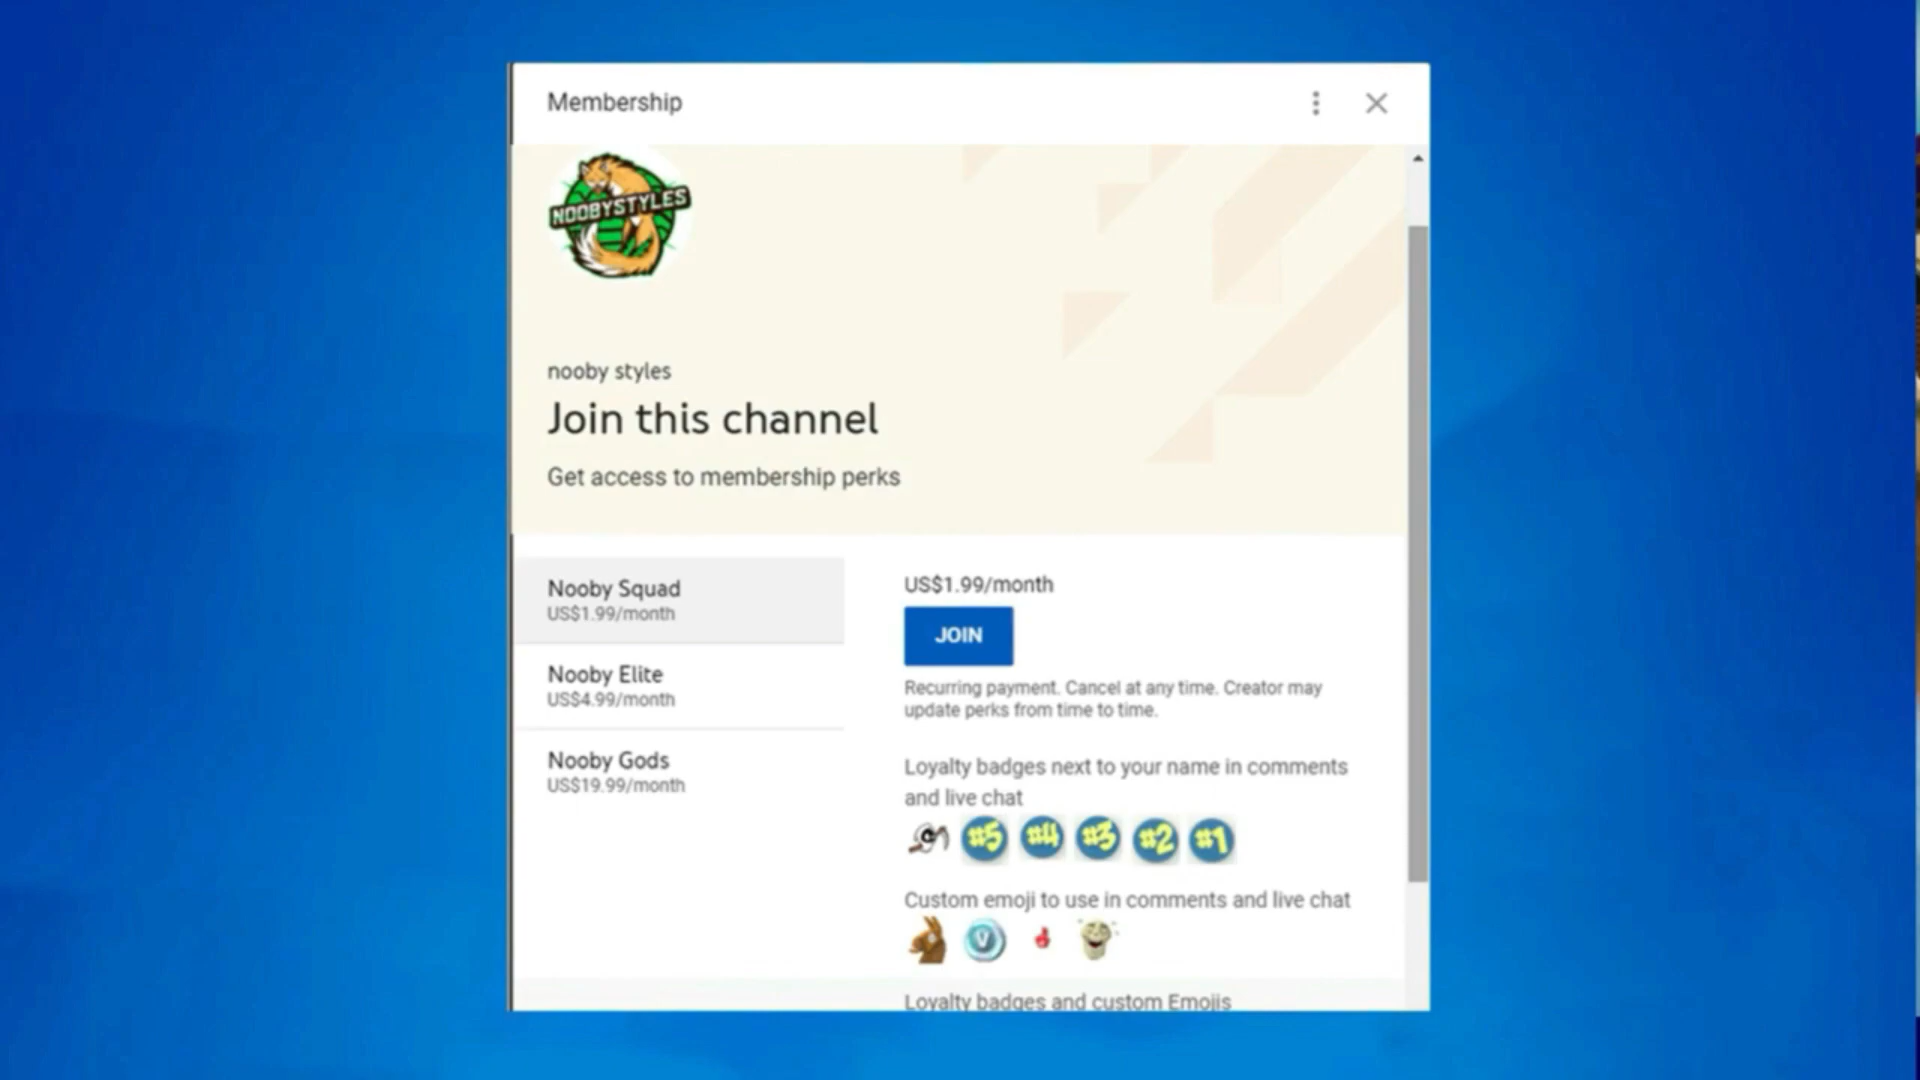 Membership
NOOBYSTYLES
nooby styles
Join this channel
Get access to membership perks
Nooby Squad
US$1.99/month
Nooby Elite
US$4.99/month
Nooby Gods
US$19.99/month
US$1.99/month
JOIN
Recurring payment. Cancel at any time. Creator may
update perks from time to time.
Loyalty badges next to your name in comments
and live chat
#5 #4 #3 #2 #1
Custom emoji to use in comments and live chat
V
Loyalty badges and custom Emojis